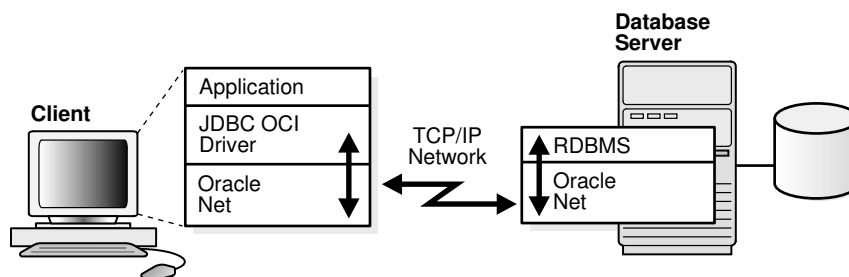 Database
Server
Client
Application
JDBC OCI
Driver
Oracle
Net
TCP/IP
Network
RDBMS
Oracle
Net